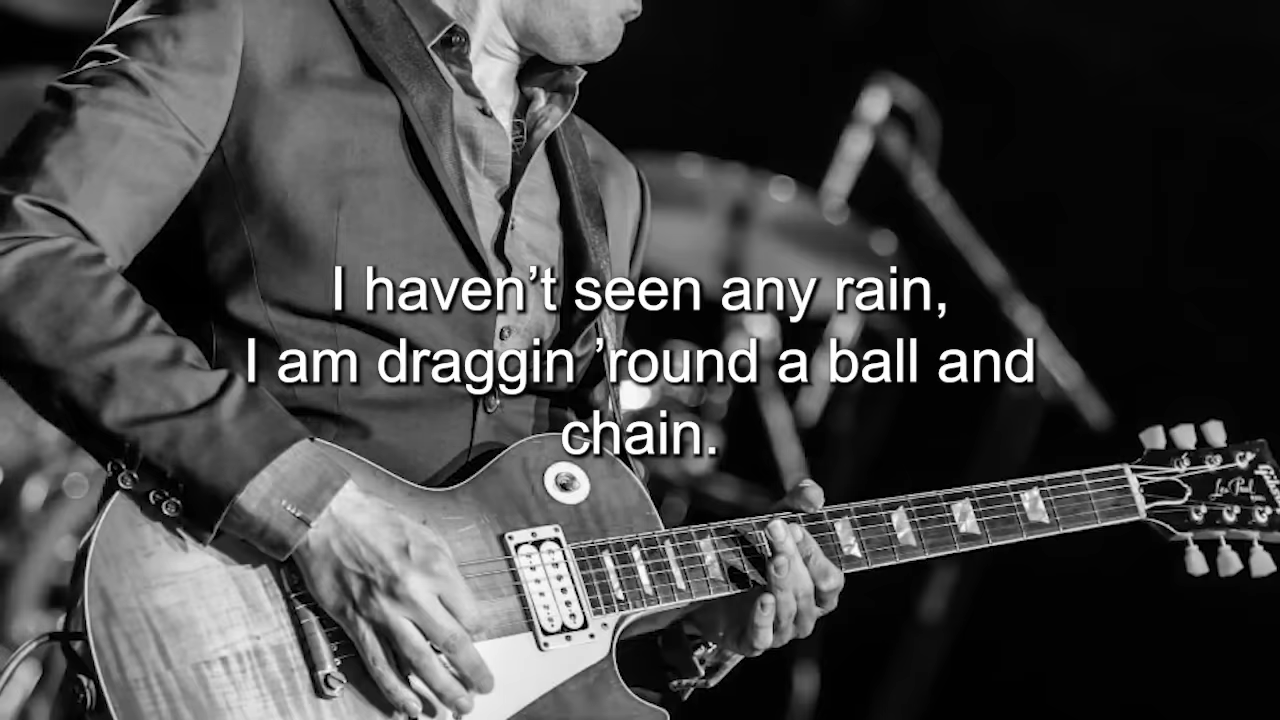 I haven’t seen any rain,
I am draggin ’round a ball and
chain.
Les Paul